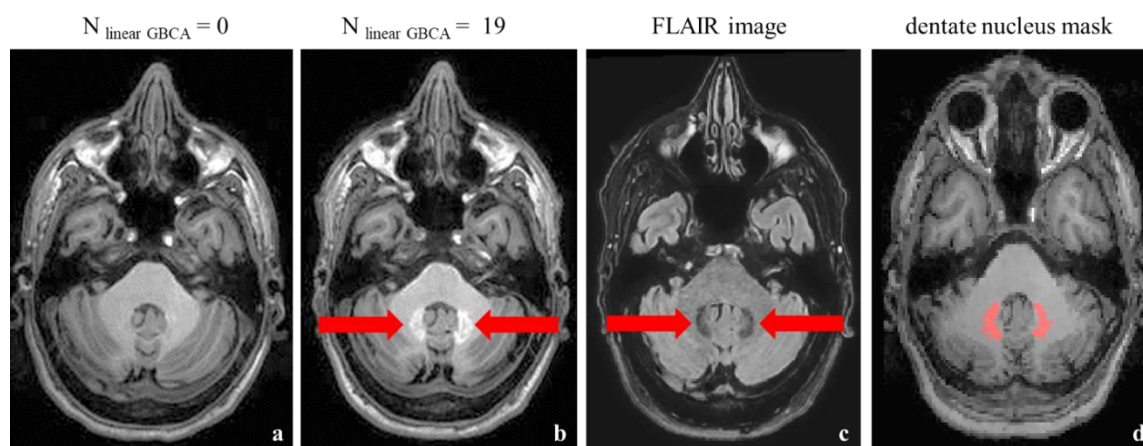 N linear GBCA = 0
N linear GBCA = 19
FLAIR image
dentate nucleus mask
a
b
c
d